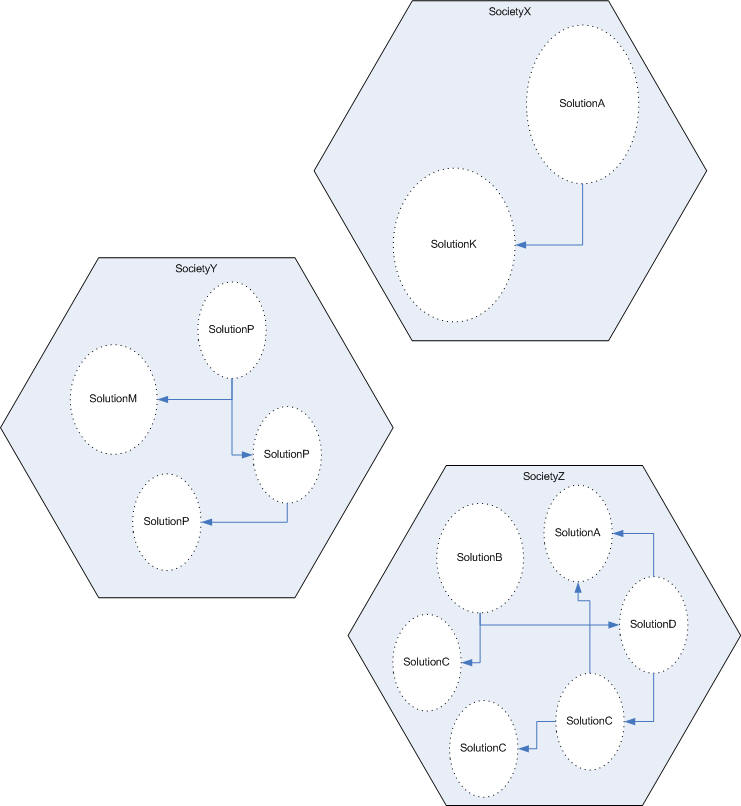 SocietyX
SolutionA
SolutionK
SocietyY
SolutionP
SolutionM
SolutionP
SolutionP
SocietyZ
SolutionA
SolutionB
SolutionD
SolutionC
SolutionC
SolutionC